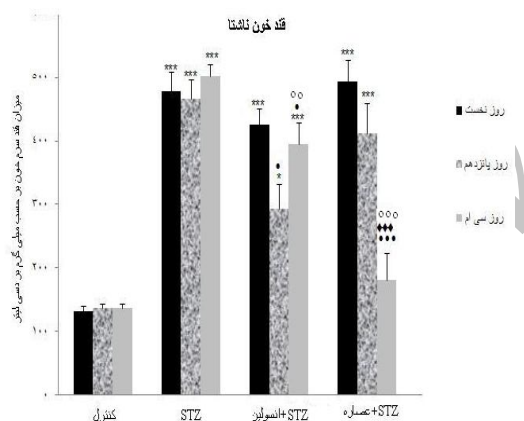 قند خون ناشتا
میزان قند سرم خون بر حسب میلی گرم بر دسی لیتر
۵۰۰
۴۰۰
۳۰۰
۲۰۰
۱۰۰
۰
*** *** ***
*** * ***
*** ***
روز نخست
روز پانزدهم
روز سی ام
کنترل
STZ
STZ+انسولین
STZ+عصاره